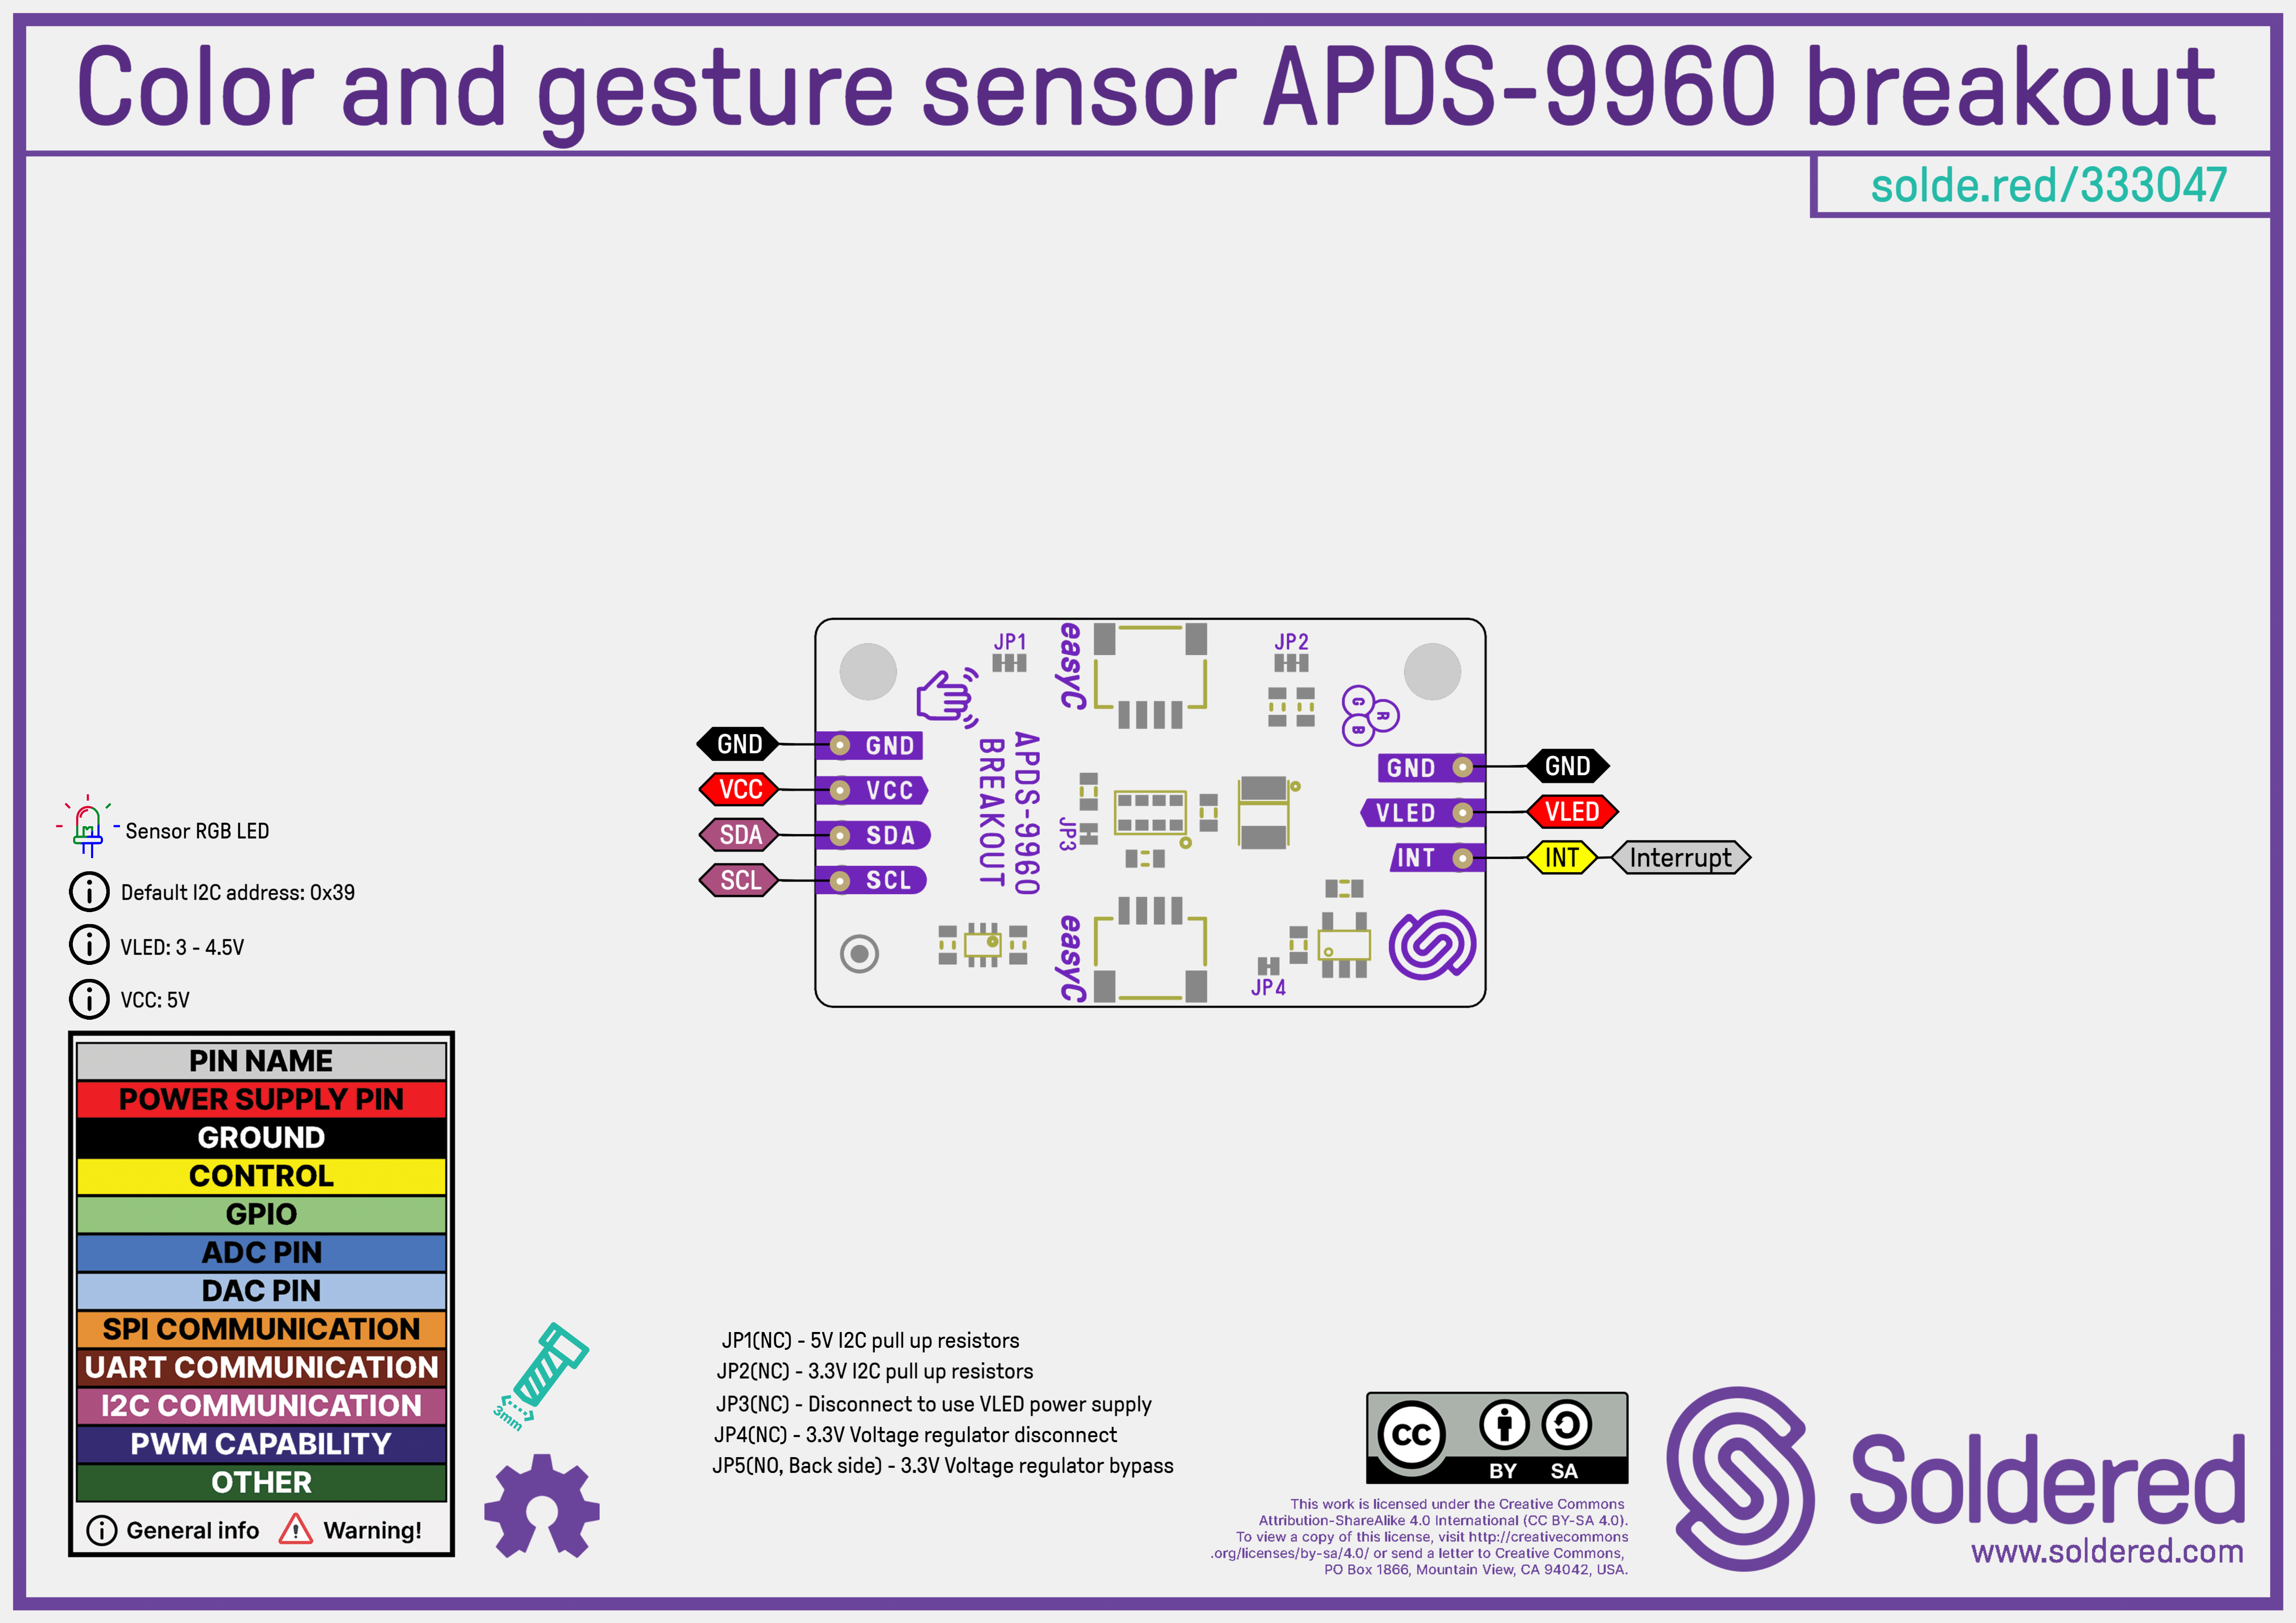 Color and gesture sensor APDS-9960 breakout
solde.red/333047
JP1
easyC
JP2
G
R
B
GND
GND
VCC
VCC
SDA
SDA
SCL
SCL
APDS-9960
BREAKOUT
JP3
GND
GND
VLED
VLED
INT
INT
Interrupt
easyC
JP4
Sensor RGB LED
Default I2C address: 0x39
VLED: 3 - 4.5V
VCC: 5V
PIN NAME
POWER SUPPLY PIN
GROUND
CONTROL
GPIO
ADC PIN
DAC PIN
SPI COMMUNICATION
UART COMMUNICATION
I2C COMMUNICATION
PWM CAPABILITY
OTHER
General info
Warning!
3mm
JP1(NC) - 5V I2C pull up resistors
JP2(NC) - 3.3V I2C pull up resistors
JP3(NC) - Disconnect to use VLED power supply
JP4(NC) - 3.3V Voltage regulator disconnect
JP5(NO, Back side) - 3.3V Voltage regulator bypass
CC
BY SA
This work is licensed under the Creative Commons
Attribution-ShareAlike 4.0 International (CC BY-SA 4.0).
To view a copy of this license, visit http://creativecommons
.org/licenses/by-sa/4.0/ or send a letter to Creative Commons,
PO Box 1866, Mountain View, CA 94042, USA.
Soldered
www.soldered.com